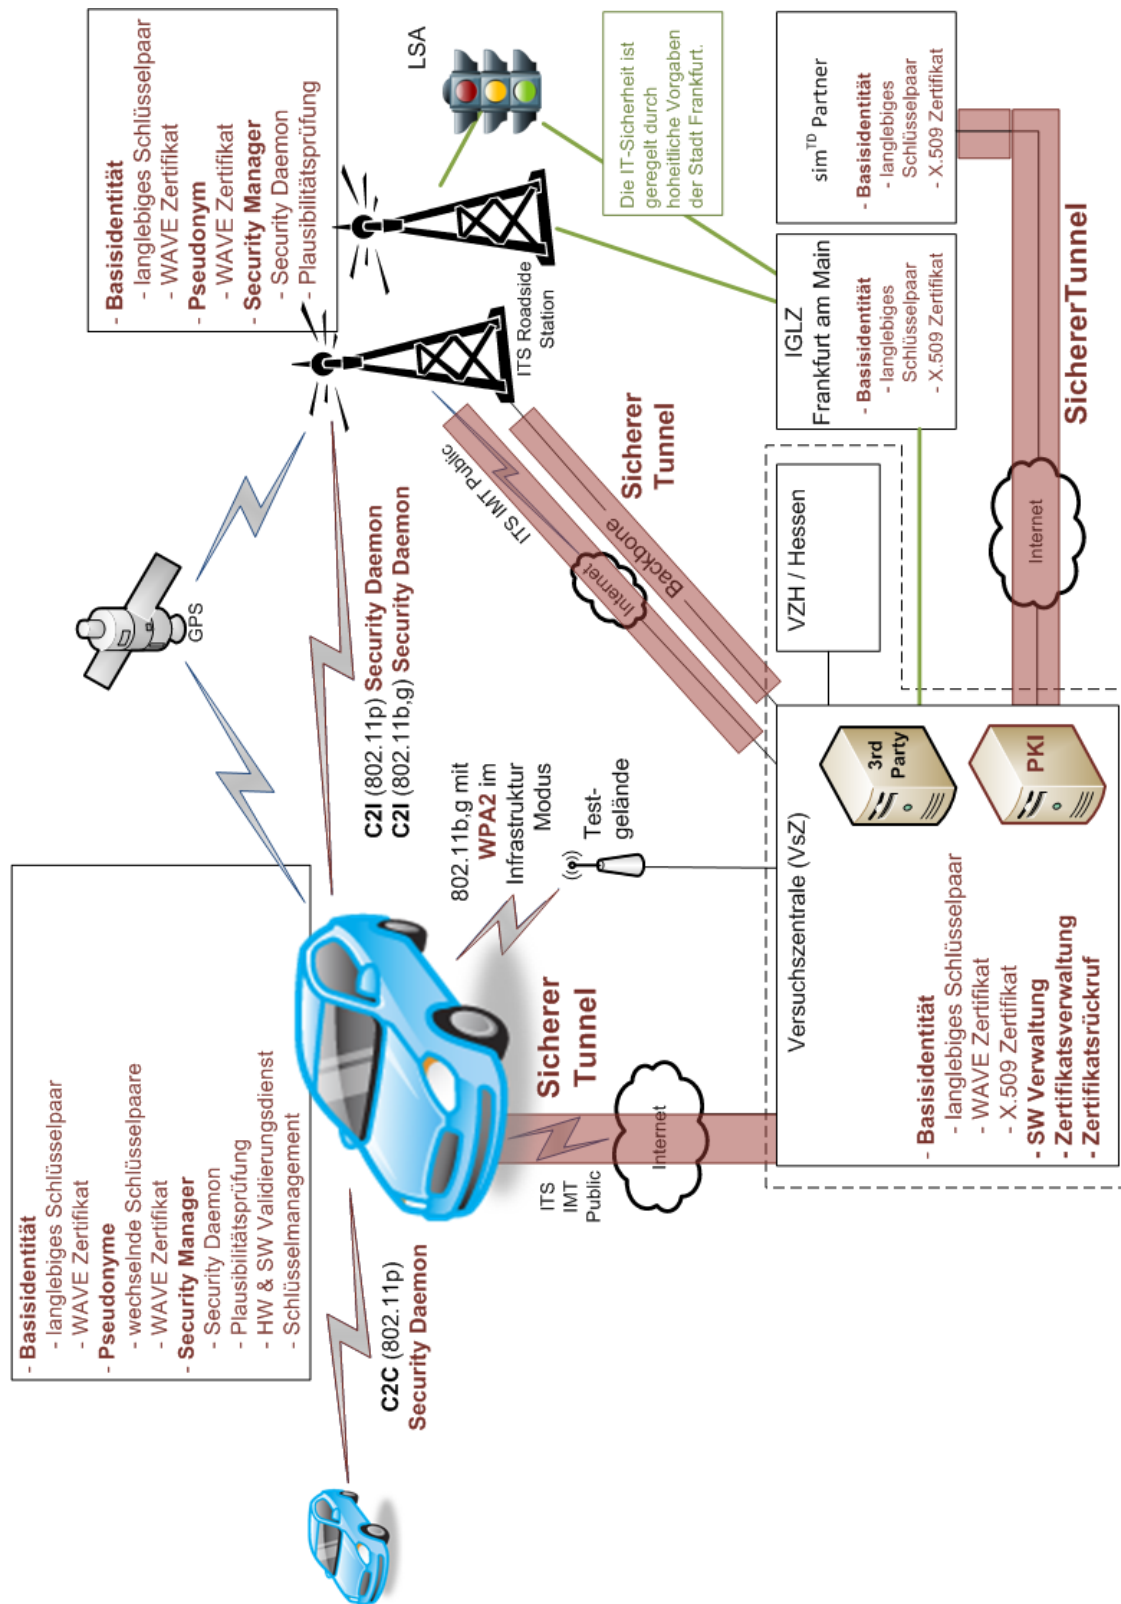 - Basisidentität
- langlebiges Schlüsselpaar
- WAVE Zertifikat
- Pseudonyme
- wechselnde Schlüsselpaare
- WAVE Zertifikat
- Security Manager
- Security Daemon
- Plausibilitätsprüfung
- HW & SW Validierungsdienst
- Schlüsselmanagement
GPS
- Basisidentität
- langlebiges Schlüsselpaar
- WAVE Zertifikat
- Pseudonym
- WAVE Zertifikat
- Security Manager
- Security Daemon
- Plausibilitätsprüfung
C2C (802.11p)
Security Daemon
C2I (802.11p) Security Daemon
C2I (802.11b,g) Security Daemon
LSA
ITS Roadside
Station
802.11b,g mit
WPA2 im
Infrastruktur
Modus
Test-
gelände
ITS
IMT
Public
Sicherer
Tunnel
Internet
ITS IMT Public
Internet
Backbone
Sicherer
Tunnel
Die IT-Sicherheit ist
geregelt durch
hoheitliche Vorgaben
der Stadt Frankfurt.
Versuchszentrale (VsZ)
3rd
Party
PKI
- Basisidentität
- langlebiges Schlüsselpaar
- WAVE Zertifikat
- X.509 Zertifikat
- SW Verwaltung
- Zertifikatsverwaltung
- Zertifikatsrückruf
VZH / Hessen
IGLZ
Frankfurt am Main
- Basisidentität
- langlebiges
Schlüsselpaar
- X.509 Zertifikat
simTD Partner
- Basisidentität
- langlebiges
Schlüsselpaar
- X.509 Zertifikat
Internet
SichererTunnel